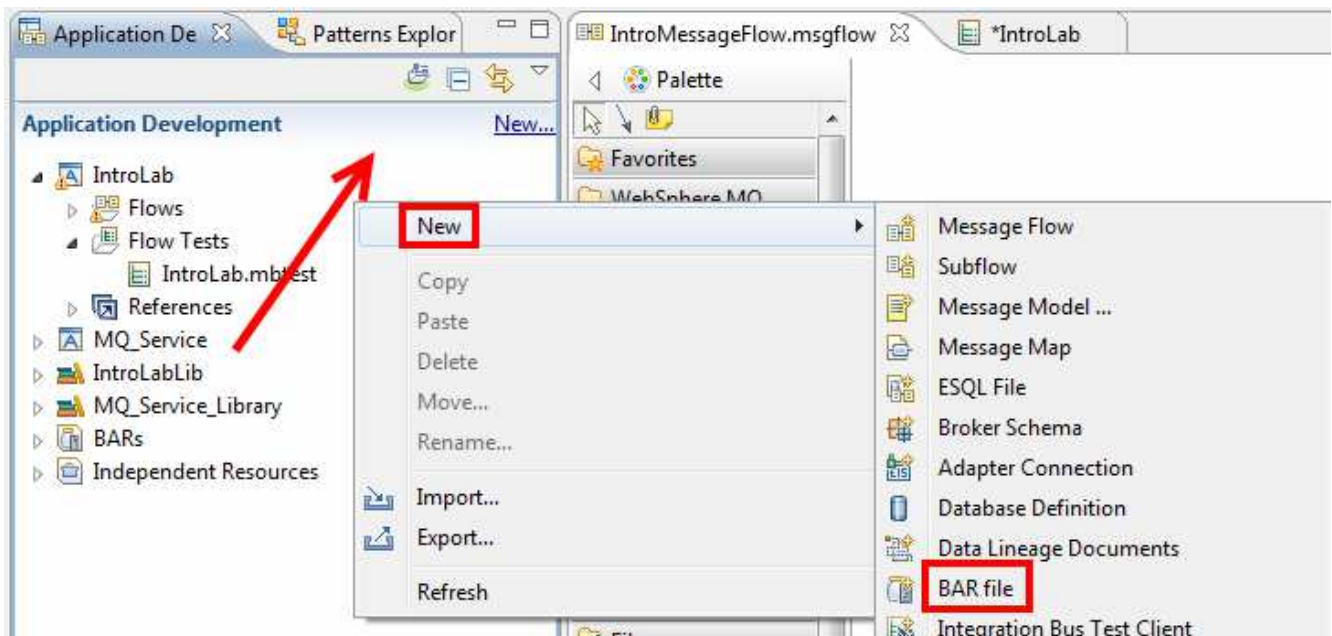 Application De
Patterns Explor
IntroMessageFlow.msgflow
*IntroLab
Palette
Application Development
New...
Favorites
WebSphere MQ
IntroLab
Flows
Flow Tests
IntroLab.mbtest
References
MQ_Service
IntroLabLib
MQ_Service_Library
BARs
Independent Resources
New
Copy
Paste
Delete
Move...
Rename...
Import...
Export...
Refresh
Message Flow
Subflow
Message Model ...
Message Map
ESQL File
Broker Schema
Adapter Connection
Database Definition
Data Lineage Documents
BAR file
Integration Bus Test Client